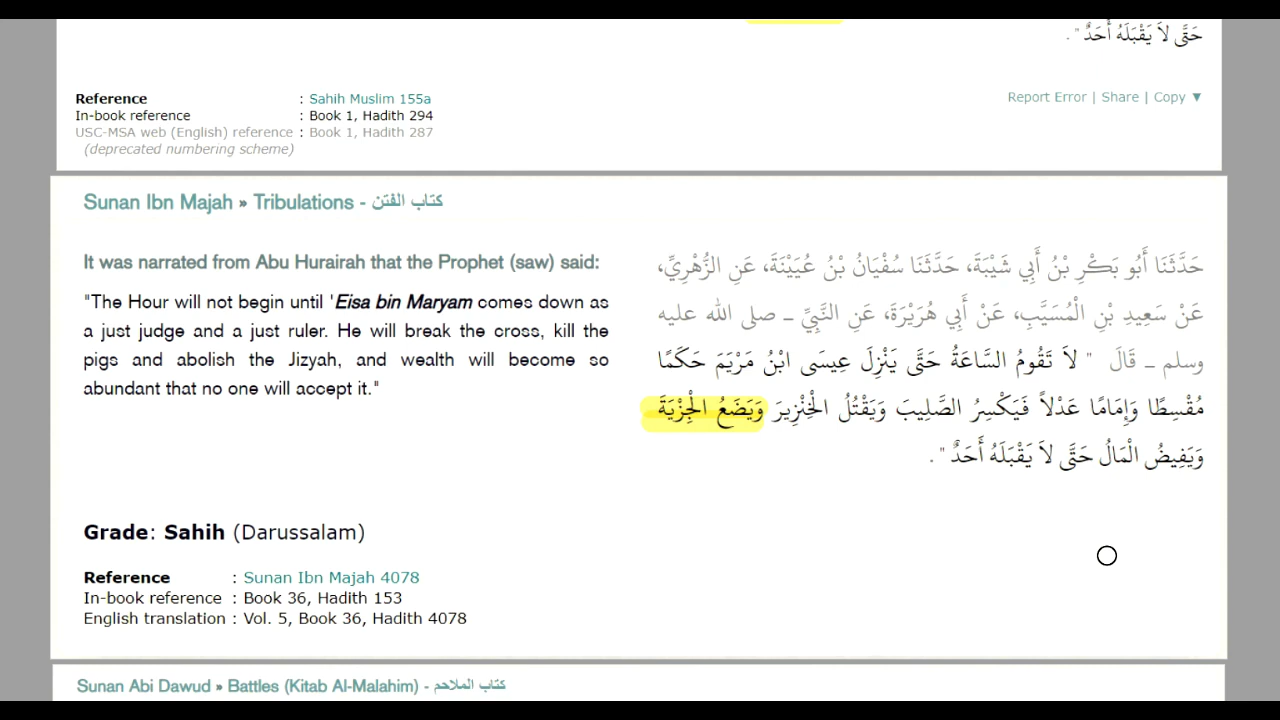 حَتَّى لاَ يَقْبَلَهُ أَحَدٌ " .
Reference : Sahih Muslim 155a
Report Error | Share | Copy ▼
In-book reference : Book 1, Hadith 294
USC-MSA web (English) reference : Book 1, Hadith 287
(deprecated numbering scheme)
Sunan Ibn Majah » Tribulations - كتاب الفتن
It was narrated from Abu Hurairah that the Prophet (saw) said:
"The Hour will not begin until 'Eisa bin Maryam comes down as
a just judge and a just ruler. He will break the cross, kill the
pigs and abolish the Jizyah, and wealth will become so
abundant that no one will accept it."
حَدَّثَنَا أَبُو بَكْرِ بْنُ أَبِي شَيْبَةَ، حَدَّثَنَا سُفْيَانُ بْنُ عُيَيْنَةَ، عَنِ الزُّهْرِيِّ،
عَنْ سَعِيدِ بْنِ الْمُسَيَّبِ، عَنْ أَبِي هُرَيْرَةَ، عَنِ النَّبِيِّ ـ صلى الله عليه
وسلم ـ قَالَ " لاَ تَقُومُ السَّاعَةُ حَتَّى يَنْزِلَ عِيسَى ابْنُ مَرْيَمَ حَكَمًا
مُقْسِطًا وَإِمَامًا عَدْلاً فَيَكْسِرُ الصَّلِيبَ وَيَقْتُلُ الْخِنْزِيرَ وَيَضَعُ الْجِزْيَةَ
وَيَفِيضُ الْمَالُ حَتَّى لاَ يَقْبَلَهُ أَحَدٌ " .
Grade: Sahih (Darussalam)
Reference : Sunan Ibn Majah 4078
In-book reference : Book 36, Hadith 153
English translation : Vol. 5, Book 36, Hadith 4078
Sunan Abi Dawud » Battles (Kitab Al-Malahim) - كتاب الملاحم